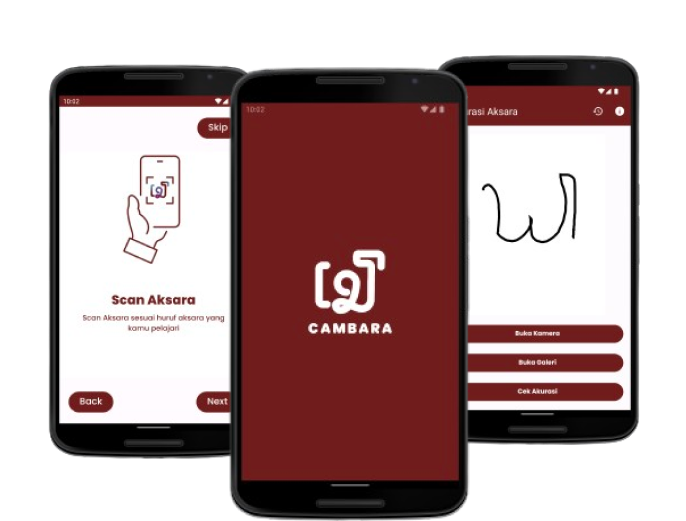 10:02
Skip
Scan Aksara
Scan Aksara sesuai huruf aksara yang
kamu pelajari
Back
Next
10:02
CAMBARA
rasi Aksara
Buka Kamera
Buka Galeri
Cek Akurasi